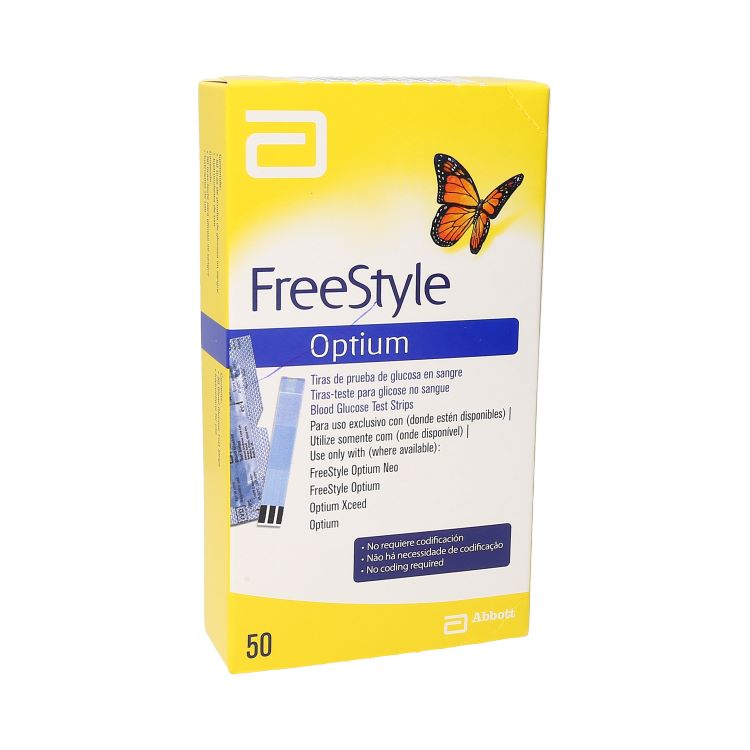 FreeStyle
Optium
Tiras de prueba de glucosa en sangre
Tiras-teste para glicose no sangue
Blood Glucose Test Strips
Para uso exclusivo con (donde estén disponibles) |
Utilize somente com (onde disponível) |
Use only with (where available):
FreeStyle Optium Neo
FreeStyle Optium
Optium Xceed
Optium
• No requiere codificación
• Não há necessidade de codificação
• No coding required
50
Abbott